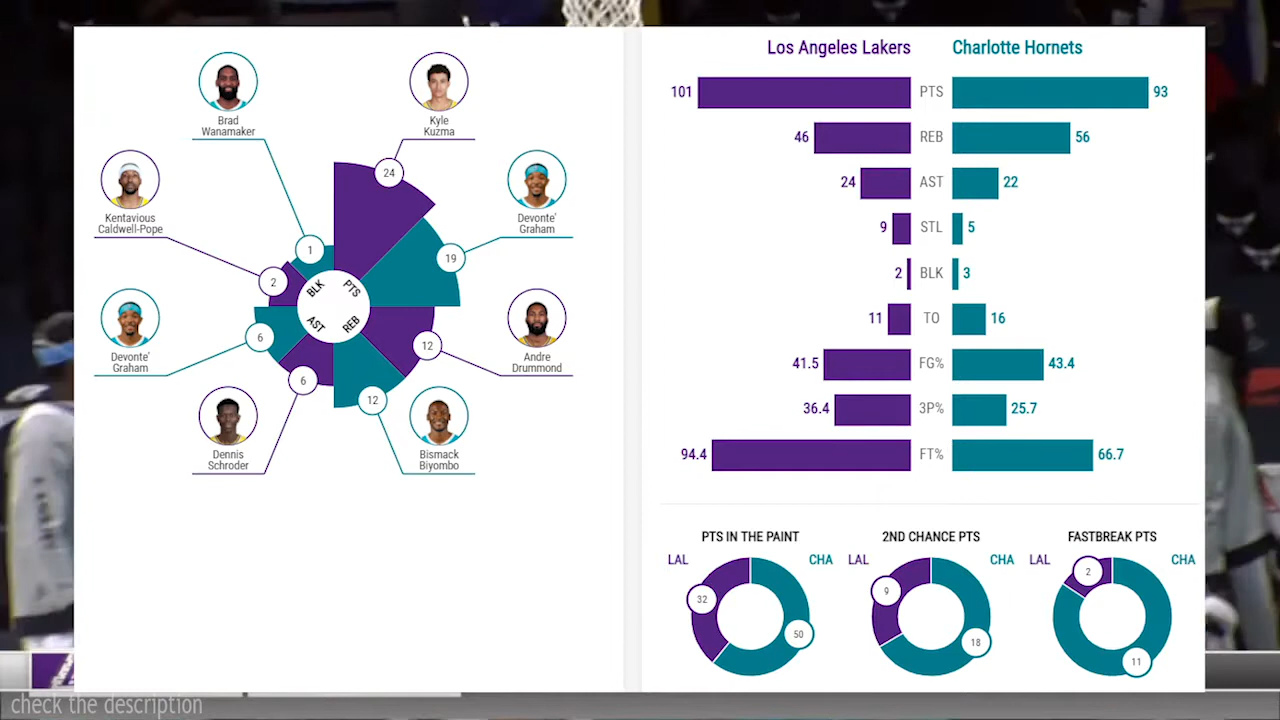 Brad
Wanamaker
Kyle
Kuzma
24
Kentavious
Caldwell-Pope
Devonte'
Graham
1
19
2
BLK
PTS
AST
REB
Devonte'
Graham
6
12
Andre
Drummond
6
12
Dennis
Schroder
Bismack
Biyombo
Los Angeles Lakers Charlotte Hornets
101 PTS 93
46 REB 56
24 AST 22
9 STL 5
2 BLK 3
11 TO 16
41.5 FG% 43.4
36.4 3P% 25.7
94.4 FT% 66.7
PTS IN THE PAINT
LAL CHA
32
50
2ND CHANCE PTS
LAL CHA
9
18
FASTBREAK PTS
LAL CHA
2
11
check the description